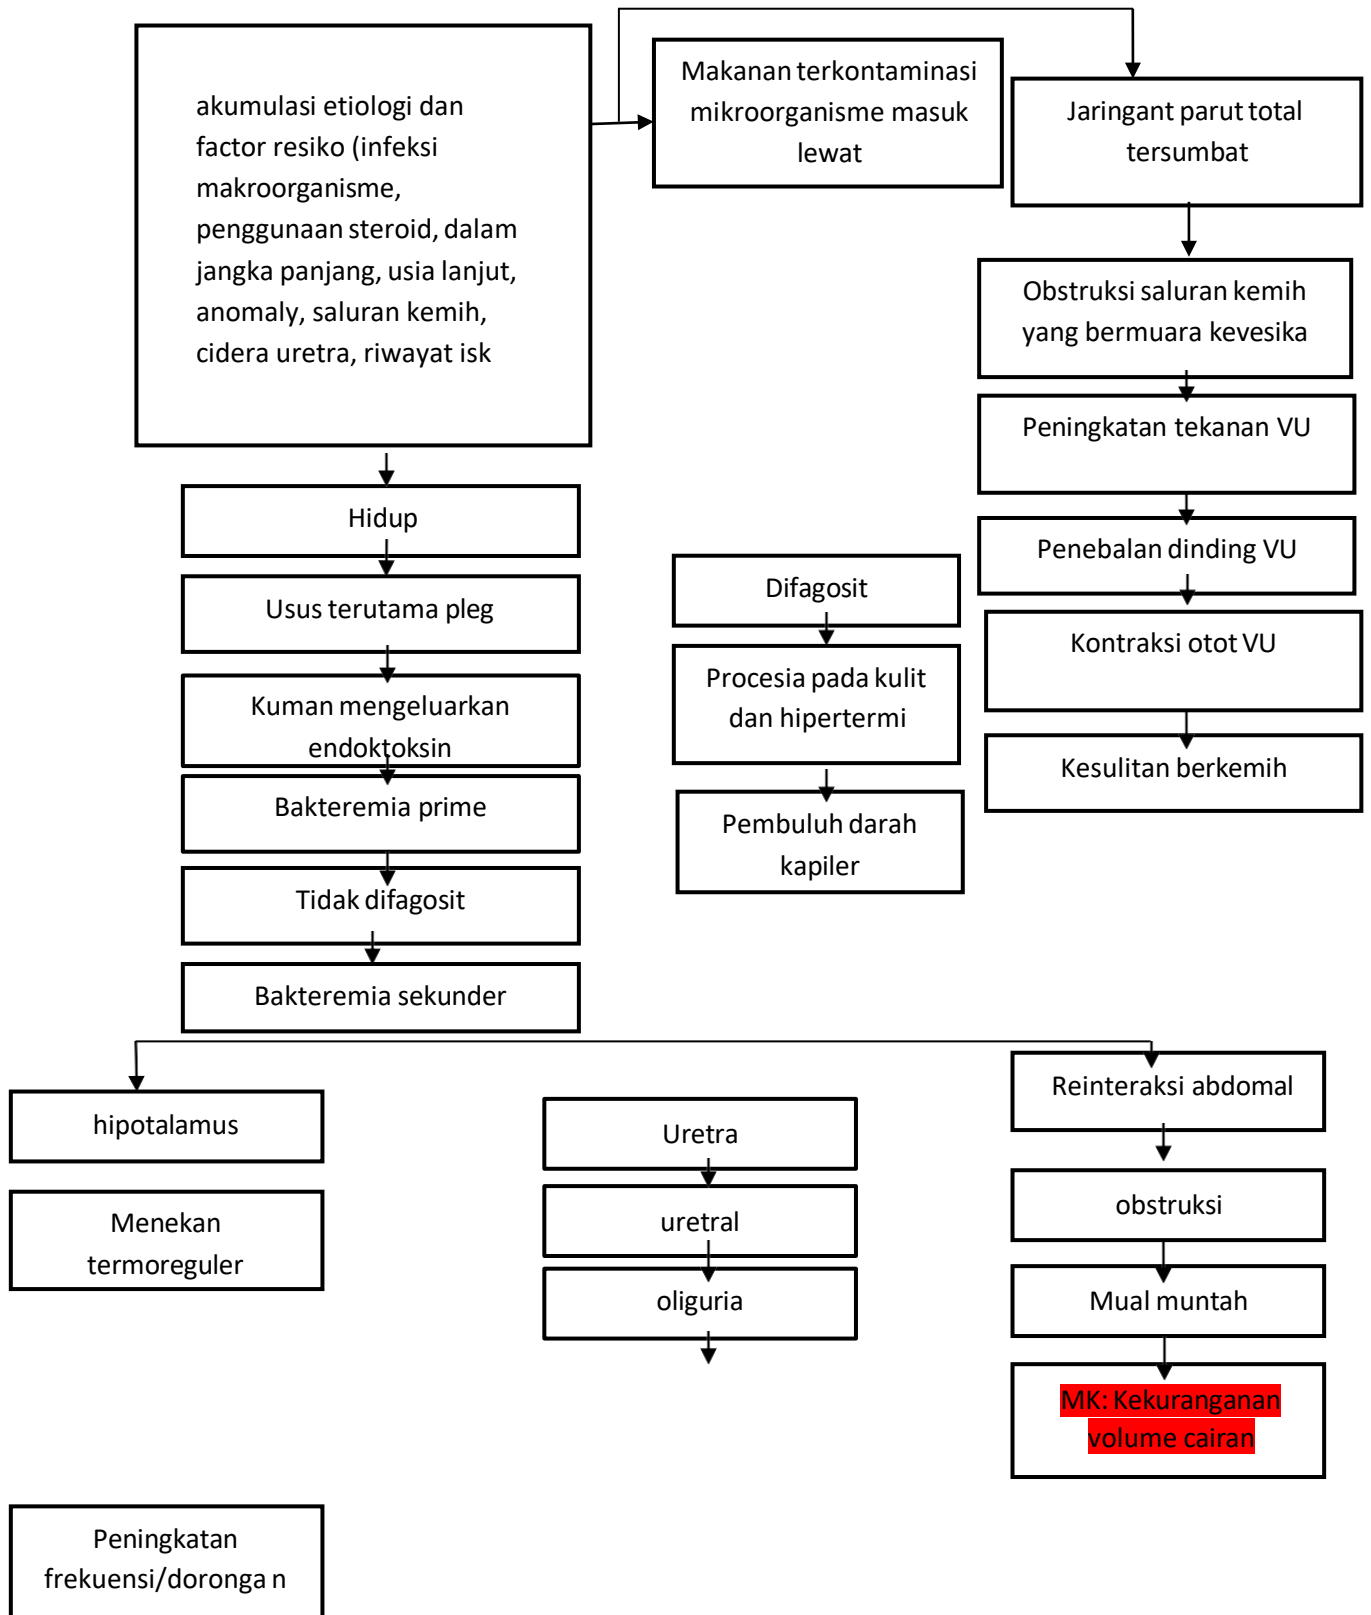 akumulasi etiologi dan
factor resiko (infeksi
makroorganisme,
penggunaan steroid, dalam
jangka panjang, usia lanjut,
anomaly, saluran kemih,
cidera uretra, riwayat isk
Makanan terkontaminasi
mikroorganisme masuk
lewat
Jaringant parut total
tersumbat
Obstruksi saluran kemih
yang bermuara kevesika
Peningkatan tekanan VU
Penebalan dinding VU
Kontraksi otot VU
Kesulitan berkemih
Hidup
Usus terutama pleg
Kuman mengeluarkan
endoktoksin
Bakteremia prime
Tidak difagosit
Bakteremia sekunder
Difagosit
Procesia pada kulit
dan hipertermi
Pembuluh darah
kapiler
hipotalamus
Menekan
termoreguler
Uretra
uretral
oliguria
Reinteraksi abdomal
obstruksi
Mual muntah
MK: Kekuranganan
volume cairan
Peningkatan
frekuensi/doronga n